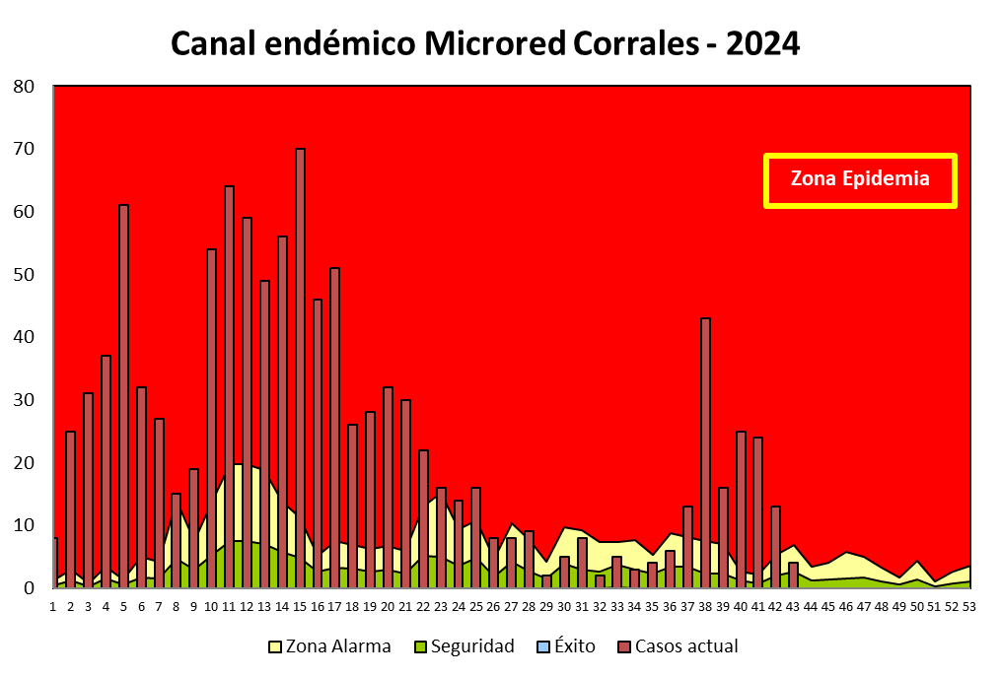 Canal endémico Microred Corrales - 2024
80
70
60
50
40
30
20
10
0
Zona Epidemia
1 2 3 4 5 6 7 8 9 10 11 12 13 14 15 16 17 18 19 20 21 22 23 24 25 26 27 28 29 30 31 32 33 34 35 36 37 38 39 40 41 42 43 44 45 46 47 48 49 50 51 52 53
Zona Alarma Seguridad Éxito Casos actual